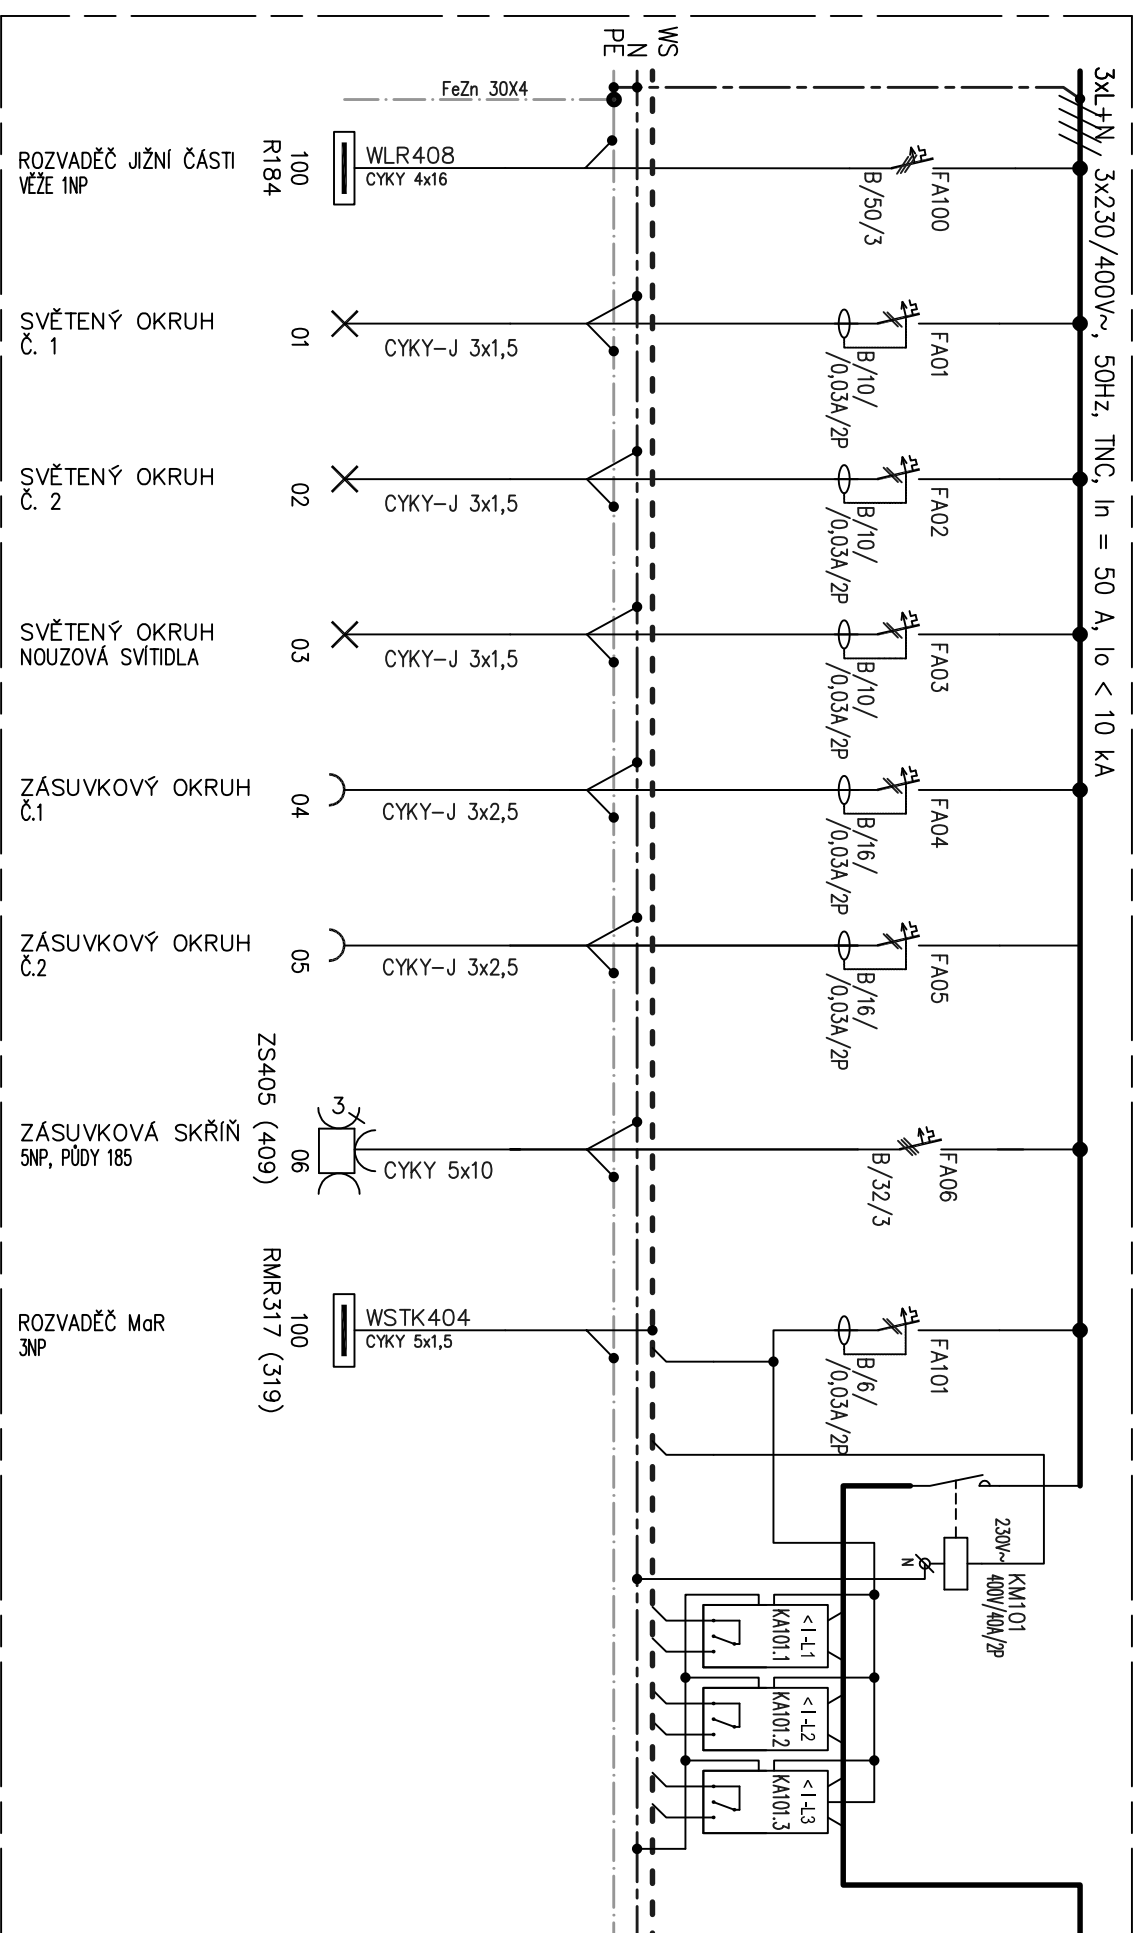 3xL+N / 3x230/400V~, 50Hz, TNC, In = 50 A, Io < 10 kA
WS
N
PE
FeZn 30X4
FA100
B/50/3
WLR408
CYKY 4x16
100
R184
ROZVADĚČ JIŽNÍ ČÁSTI
VĚŽE 1NP
FA01
B/10/
/0,03A/2P
CYKY-J 3x1,5
01
SVĚTENÝ OKRUH
Č. 1
FA02
B/10/
/0,03A/2P
CYKY-J 3x1,5
02
SVĚTENÝ OKRUH
Č. 2
FA03
B/10/
/0,03A/2P
CYKY-J 3x1,5
03
SVĚTENÝ OKRUH
NOUZOVÁ SVÍTIDLA
FA04
B/16/
/0,03A/2P
CYKY-J 3x2,5
04
ZÁSUVKOVÝ OKRUH
Č.1
FA05
B/16/
/0,03A/2P
CYKY-J 3x2,5
05
ZÁSUVKOVÝ OKRUH
Č.2
FA06
B/32/3
CYKY 5x10
3
06
ZS405 (409)
ZÁSUVKOVÁ SKŘÍŇ
5NP, PŮDY 185
FA101
B/6/
/0,03A/2P
WSTK404
CYKY 5x1,5
100
RMR317 (319)
ROZVADĚČ MaR
3NP
KM101
230V~
400V/40A/2P
N
<I-L1
KA101.1
<I-L2
KA101.2
<I-L3
KA101.3